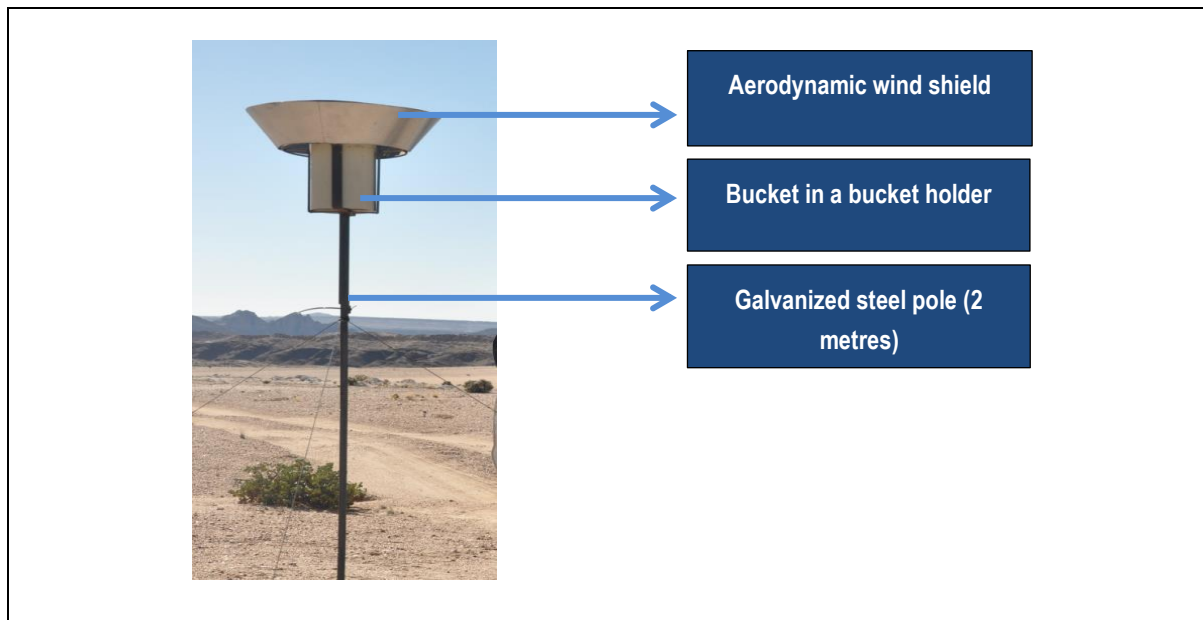 Aerodynamic wind shield
Bucket in a bucket holder
Galvanized steel pole (2
metres)